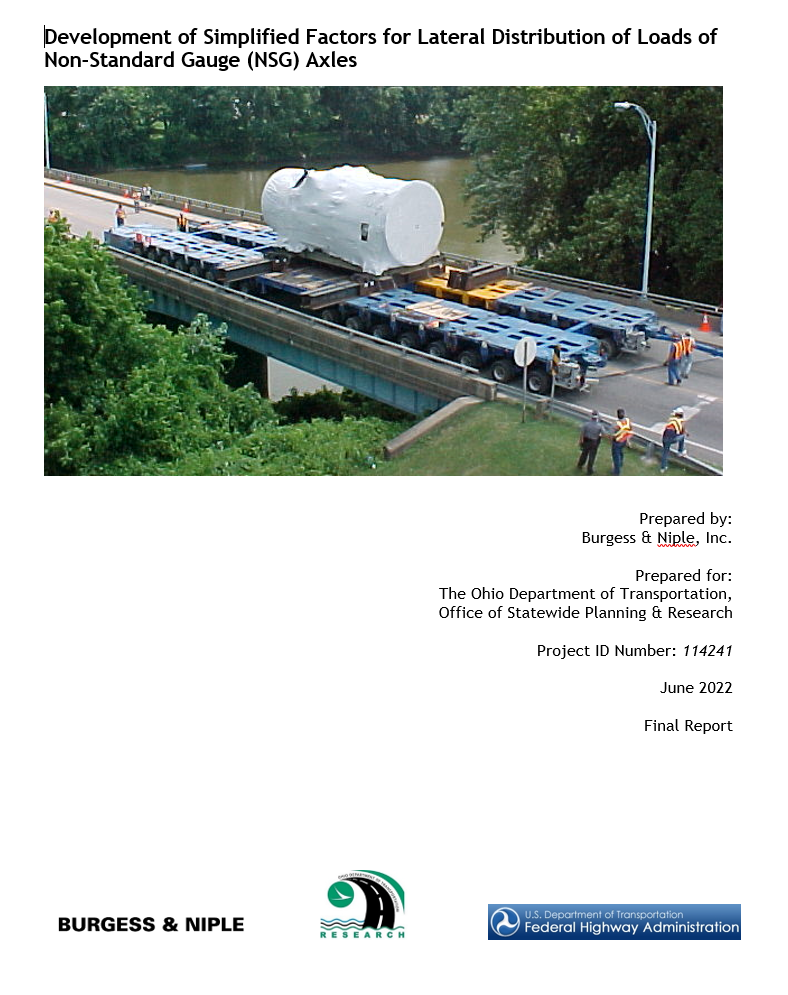 Development of Simplified Factors for Lateral Distribution of Loads of
Non-Standard Gauge (NSG) Axles
Prepared by:
Burgess & Niple, Inc.
Prepared for:
The Ohio Department of Transportation,
Office of Statewide Planning & Research
Project ID Number: 114241
June 2022
Final Report
BURGESS & NIPLE
OHIO DEPARTMENT OF TRANSPORTATION
RESEARCH
U.S. Department of Transportation
Federal Highway Administration